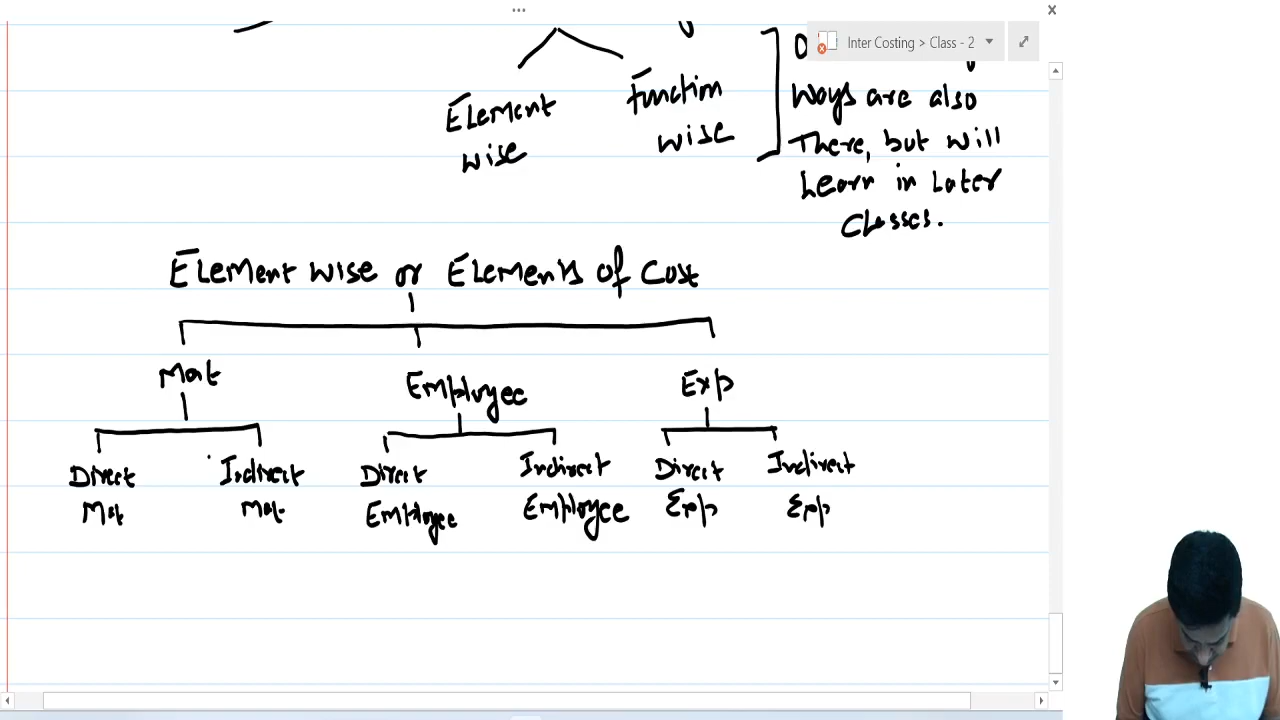 Inter Costing > Class - 2
Element
wise
Function
wise
ways are also
There, but will
Learn in Later
Classes.
Element wise or Elements of Cost
Mat
Employee
Exp
Direct
Mat
Indirect
Mat
Direct
Employee
Indirect
Employee
Direct
Exp
Indirect
Exp